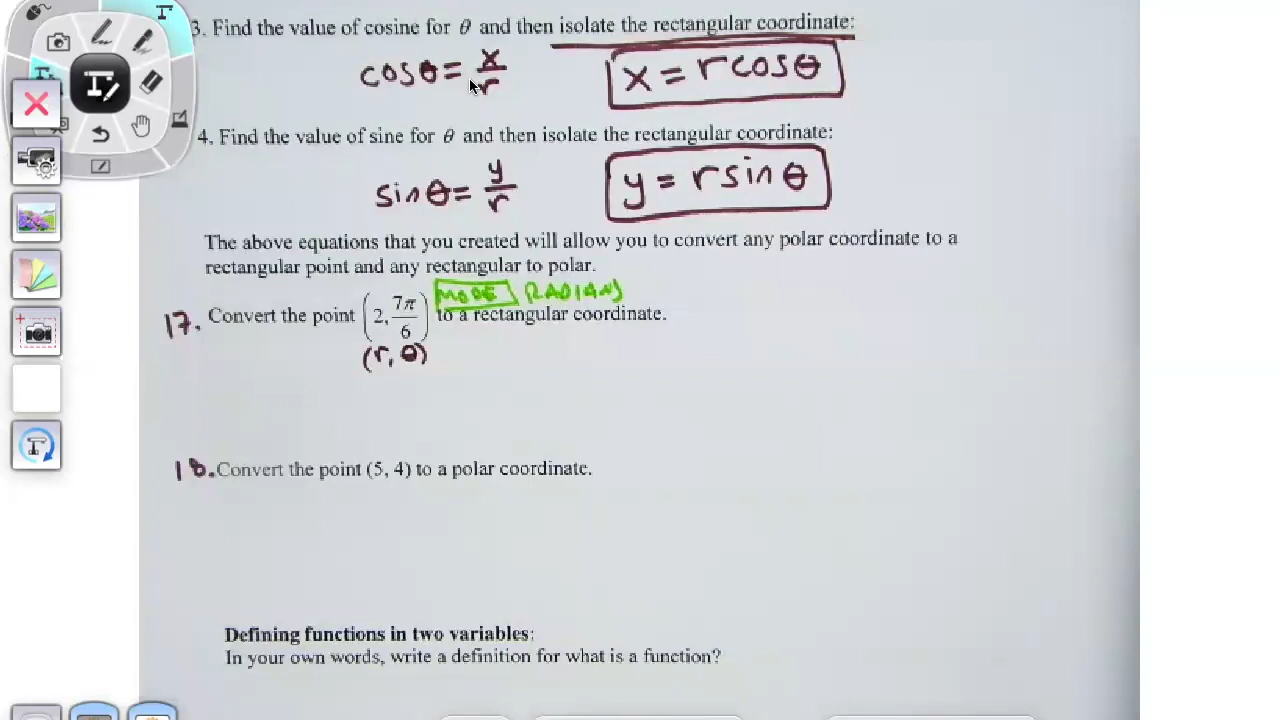 3. Find the value of cosine for θ and then isolate the rectangular coordinate:
cosθ = x/r
x = rcosθ
4. Find the value of sine for θ and then isolate the rectangular coordinate:
sinθ = y/r
y = rsinθ
The above equations that you created will allow you to convert any polar coordinate to a
rectangular point and any rectangular to polar.
MODE RADIANS
17. Convert the point (2, 7π/6) to a rectangular coordinate.
(r, θ)
18. Convert the point (5, 4) to a polar coordinate.
Defining functions in two variables:
In your own words, write a definition for what is a function?